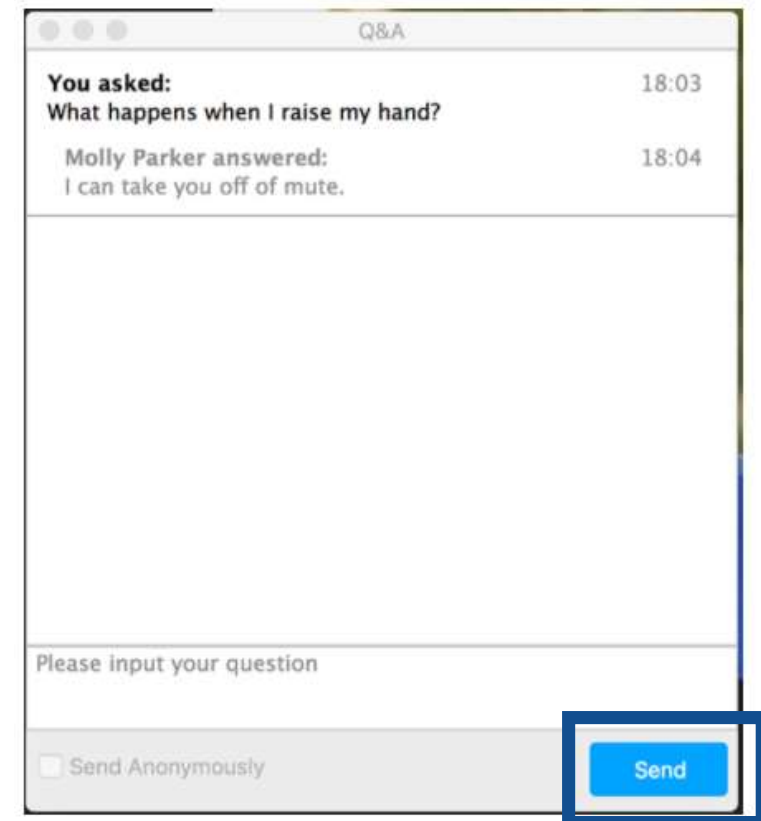 Q&A
You asked: 18:03
What happens when I raise my hand?
Molly Parker answered: 18:04
I can take you off of mute.
Please input your question
Send Anonymously
Send